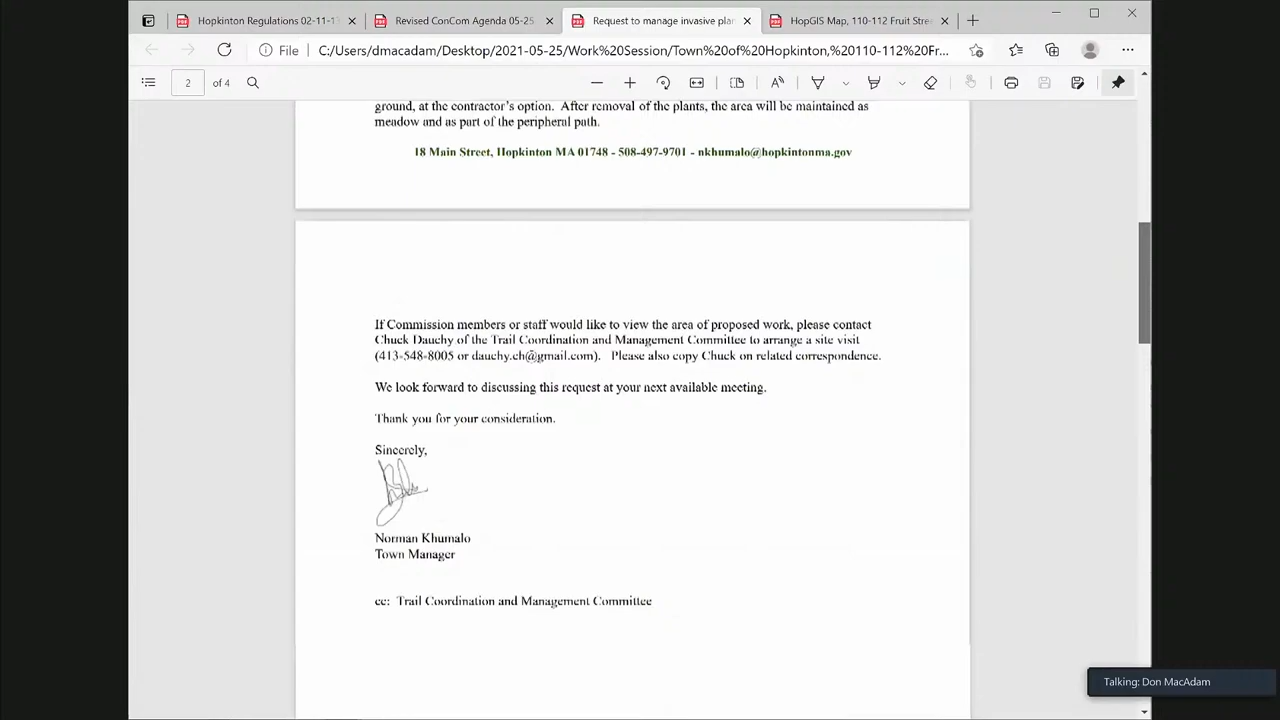 Hopkinton Regulations 02-11-1
Revised ConCom Agenda 05-25
Request to manage invasive plan
HopGIS Map, 110-112 Fruit Stre
File C:/Users/dmacadam/Desktop/2021-05-25/Work%20Session/Town%20of%20Hopkinton,%20110-112%20Fr...
2 of 4
ground, at the contractor's option. After removal of the plants, the area will be maintained as
meadow and as part of the peripheral path.
18 Main Street, Hopkinton MA 01748 - 508-497-9701 - nkhumalo@hopkintonma.gov
If Commission members or staff would like to view the area of proposed work, please contact
Chuck Dauchy of the Trail Coordination and Management Committee to arrange a site visit
(413-548-8005 or dauchy.ch@gmail.com). Please also copy Chuck on related correspondence.
We look forward to discussing this request at your next available meeting.
Thank you for your consideration.
Sincerely,
Norman Khumalo
Town Manager
cc: Trail Coordination and Management Committee
Talking: Don MacAdam